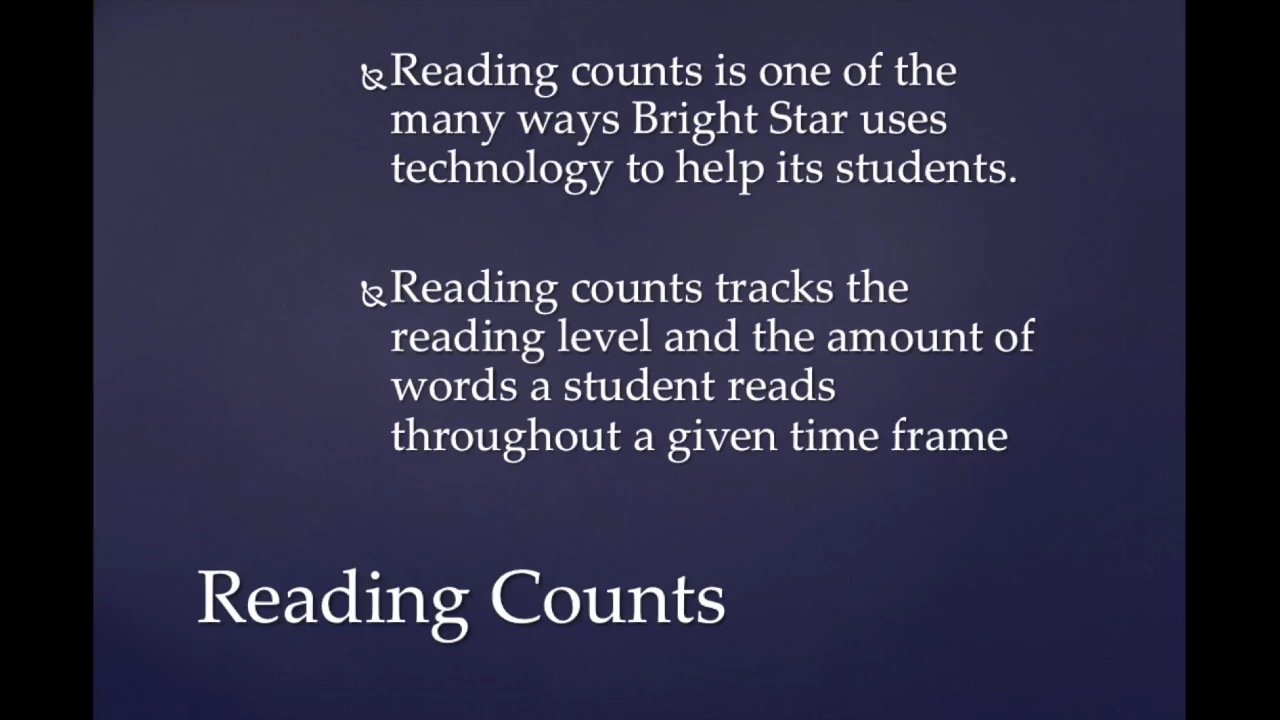 Reading counts is one of the
many ways Bright Star uses
technology to help its students.
Reading counts tracks the
reading level and the amount of
words a student reads
throughout a given time frame
Reading Counts